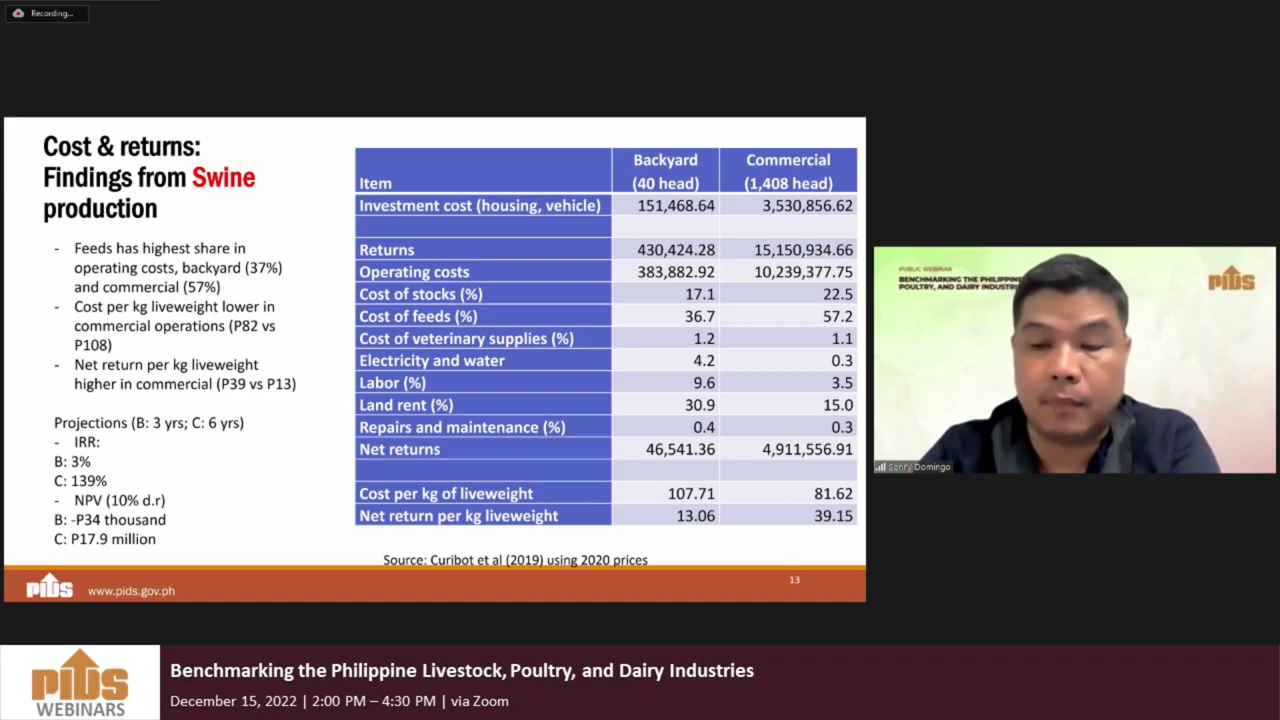 Recording...
Cost & returns:
Findings from Swine
production
- Feeds has highest share in
operating costs, backyard (37%)
and commercial (57%)
- Cost per kg liveweight lower in
commercial operations (P82 vs
P108)
- Net return per kg liveweight
higher in commercial (P39 vs P13)
Projections (B: 3 yrs; C: 6 yrs)
- IRR:
B: 3%
C: 139%
- NPV (10% d.r)
B: -P34 thousand
C: P17.9 million
Item Backyard (40 head) Commercial (1,408 head)
Investment cost (housing, vehicle) 151,468.64 3,530,856.62
Returns 430,424.28 15,150,934.66
Operating costs 383,882.92 10,239,377.75
Cost of stocks (%) 17.1 22.5
Cost of feeds (%) 36.7 57.2
Cost of veterinary supplies (%) 1.2 1.1
Electricity and water 4.2 0.3
Labor (%) 9.6 3.5
Land rent (%) 30.9 15.0
Repairs and maintenance (%) 0.4 0.3
Net returns 46,541.36 4,911,556.91
Cost per kg of liveweight 107.71 81.62
Net return per kg liveweight 13.06 39.15
Source: Curibot et al (2019) using 2020 prices
13
PIDS www.pids.gov.ph
PUBLIC WEBINAR
BENCHMARKING THE PHILIPPINE
POULTRY, AND DAIRY
PIDS
Sonny Domingo
PIDS
WEBINARS
Benchmarking the Philippine Livestock, Poultry, and Dairy Industries
December 15, 2022 | 2:00 PM – 4:30 PM | via Zoom